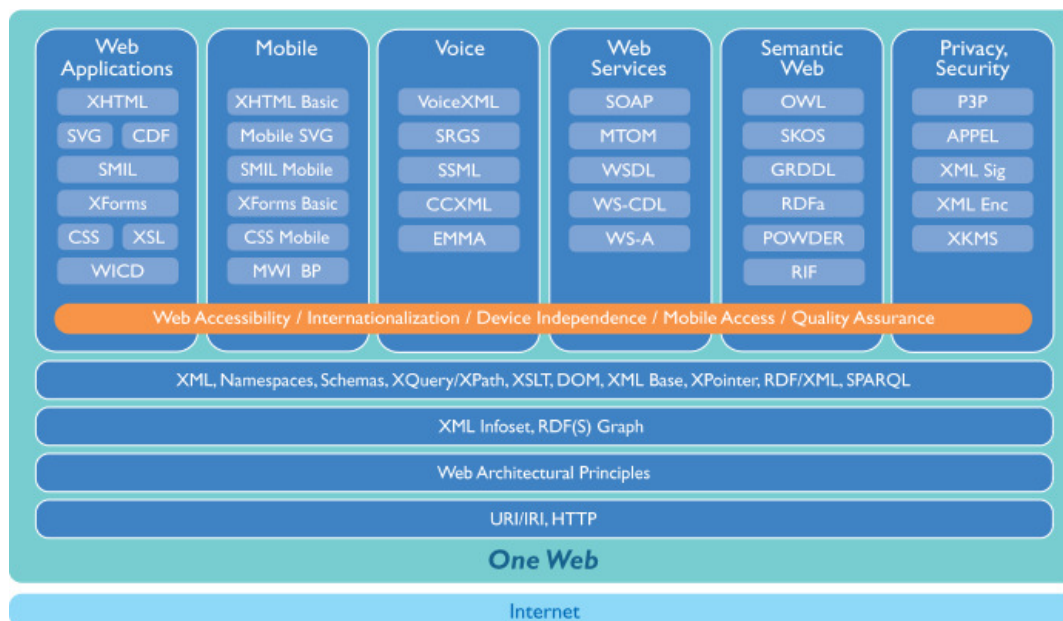 Web
Applications
XHTML
SVG
CDF
SMIL
XForms
CSS
XSL
WICD
Mobile
XHTML Basic
Mobile SVG
SMIL Mobile
XForms Basic
CSS Mobile
MWI BP
Voice
VoiceXML
SRGS
SSML
CCXML
EMMA
Web
Services
SOAP
MTOM
WSDL
WS-CDL
WS-A
Semantic
Web
OWL
SKOS
GRDDL
RDFa
POWDER
RIF
Privacy,
Security
P3P
APPEL
XML Sig
XML Enc
XKMS
Web Accessibility / Internationalization / Device Independence / Mobile Access / Quality Assurance
XML, Namespaces, Schemas, XQuery/XPath, XSLT, DOM, XML Base, XPointer, RDF/XML, SPARQL
XML Infoset, RDF(S) Graph
Web Architectural Principles
URI/IRI, HTTP
One Web
Internet